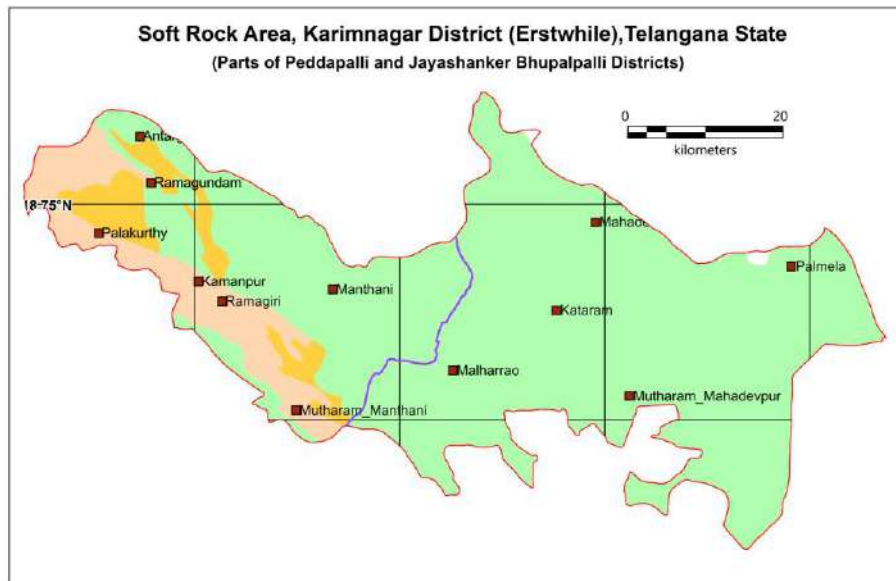 Soft Rock Area, Karimnagar District (Erstwhile),Telangana State
(Parts of Peddapalli and Jayashanker Bhupalpalli Districts)
0 20
kilometers
Ramagundam
18·75°N
Mahade
Palakurthy
Palmela
Kamanpur
Manthani
Ramagiri
Kataram
Malharrao
Mutharam_Mahadevpur
Mutharam_Manthani